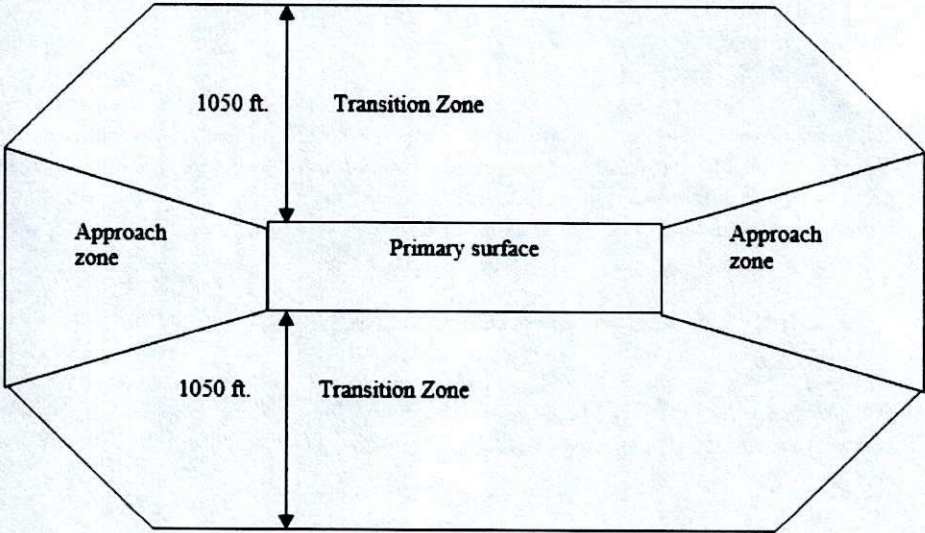 1050 ft.
Transition Zone
Approach
zone
Primary surface
Approach
zone
1050 ft.
Transition Zone